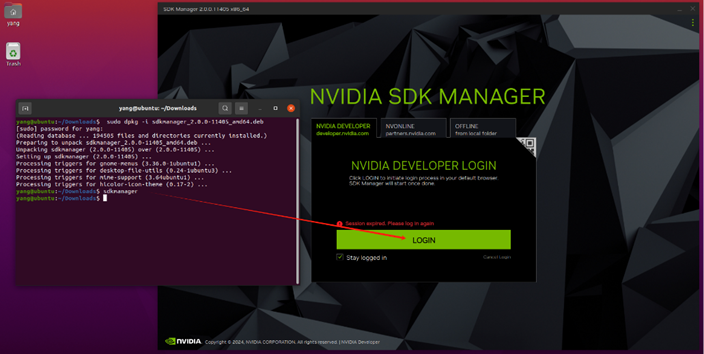 SDK Manager 2.0.0.11405 x86_64
yang
Trash
NVIDIA SDK MANAGER
yang@ubuntu: ~/Downloads
yang@ubuntu:~/Downloads$ sudo dpkg -i sdkmanager_2.0.0-11405_amd64.deb
[sudo] password for yang:
(Reading database ... 194505 files and directories currently installed.)
Preparing to unpack sdkmanager_2.0.0-11405_amd64.deb ...
Unpacking sdkmanager (2.0.0-11405) over (2.0.0-11405) ...
Setting up sdkmanager (2.0.0-11405) ...
Processing triggers for gnome-menus (3.36.0-1ubuntu1) ...
Processing triggers for desktop-file-utils (0.24-1ubuntu3) ...
Processing triggers for mime-support (3.64ubuntu1) ...
Processing triggers for hicolor-icon-theme (0.17-2) ...
yang@ubuntu:~/Downloads$ sdkmanager
yang@ubuntu:~/Downloads$
NVIDIA DEVELOPER
developer.nvidia.com
NVONLINE
partners.nvidia.com
OFFLINE
from local folder
NVIDIA DEVELOPER LOGIN
Click LOGIN to initiate login process in your default browser.
SDK Manager will start once done.
Session expired. Please log in again.
LOGIN
Stay logged in
Cancel Login
NVIDIA. Copyright © 2024, NVIDIA CORPORATION. All rights reserved. | NVIDIA Developer